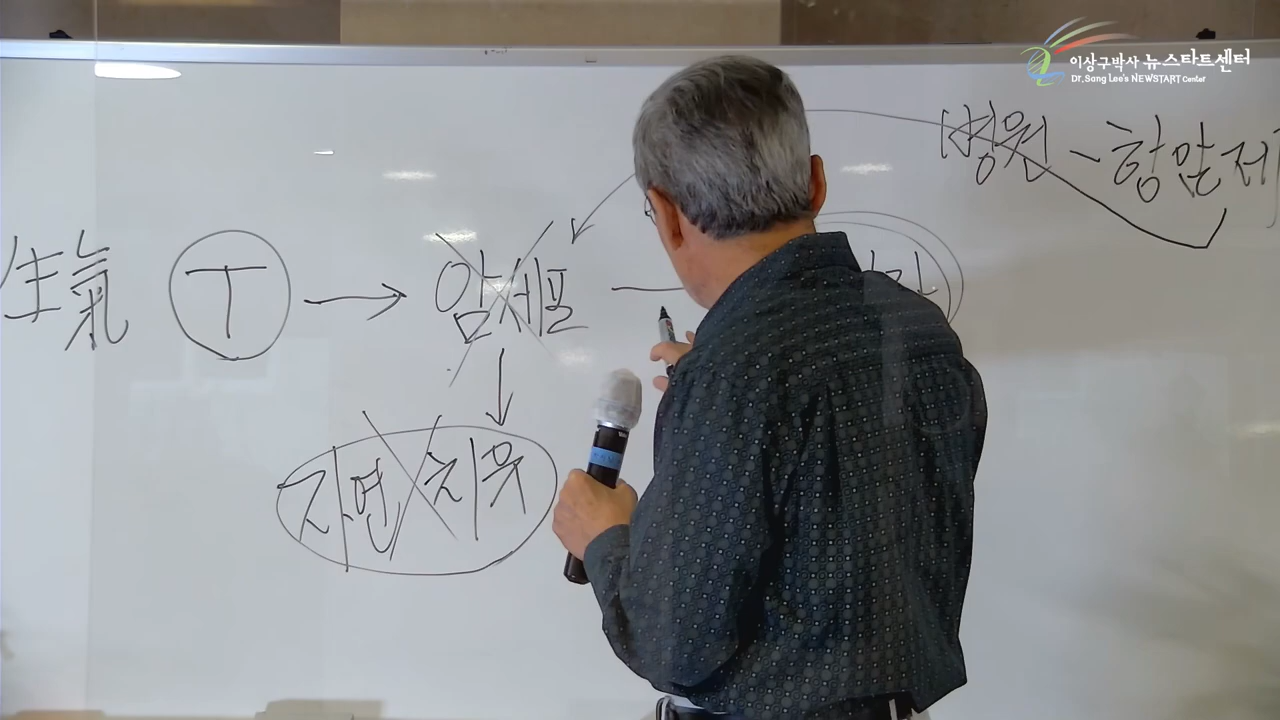 이상구박사 뉴스타트센터
Dr. Sang Lee's NEWSTART Center
병원 - 항암제
生氣 T → 암세포
자연치유